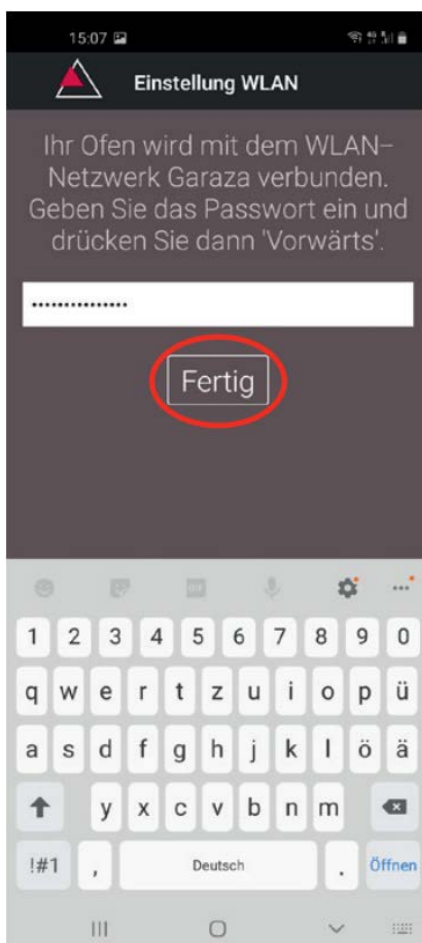 15:07
Einstellung WLAN
Ihr Ofen wird mit dem WLAN–
Netzwerk Garaza verbunden.
Geben Sie das Passwort ein und
drücken Sie dann 'Vorwärts'.
•••••••••••••••
Fertig
GIF
1 2 3 4 5 6 7 8 9 0
q w e r t z u i o p ü
a s d f g h j k l ö ä
y x c v b n m
!#1 , Deutsch . Öffnen